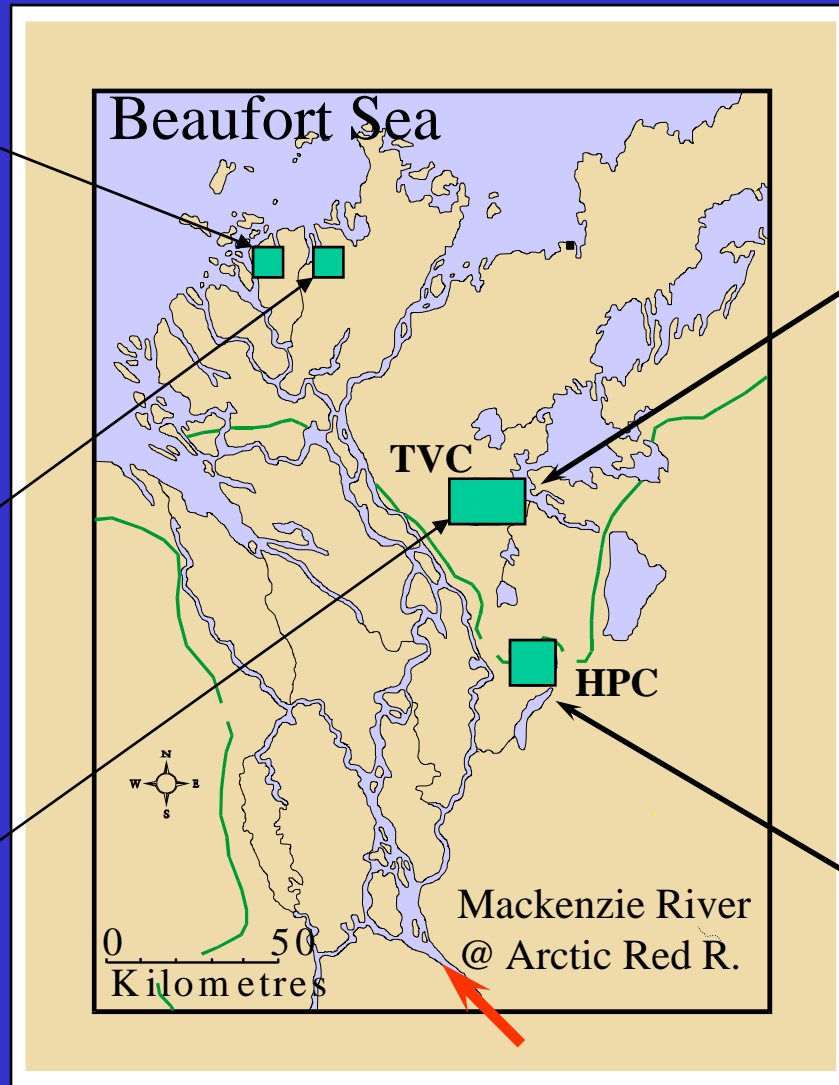 Beaufort Sea
TVC
HPC
N
W E
S
Mackenzie River
@ Arctic Red R.
0 50
Kilometres